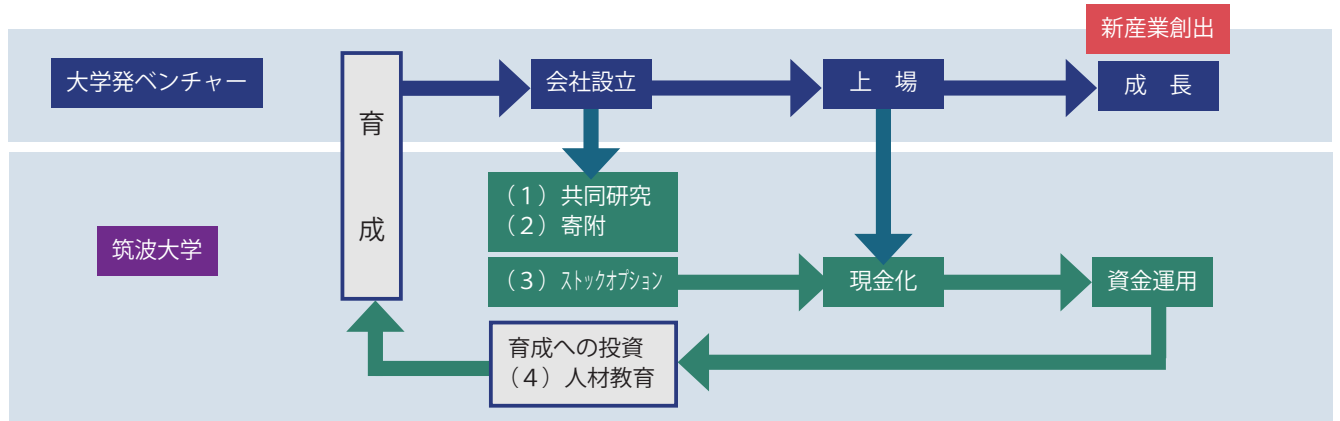 新産業創出
大学発ベンチャー
育成
会社設立
上 場
成 長
筑波大学
(1)共同研究
(2)寄附
(3)ストックオプション
現金化
資金運用
育成への投資
(4)人材教育